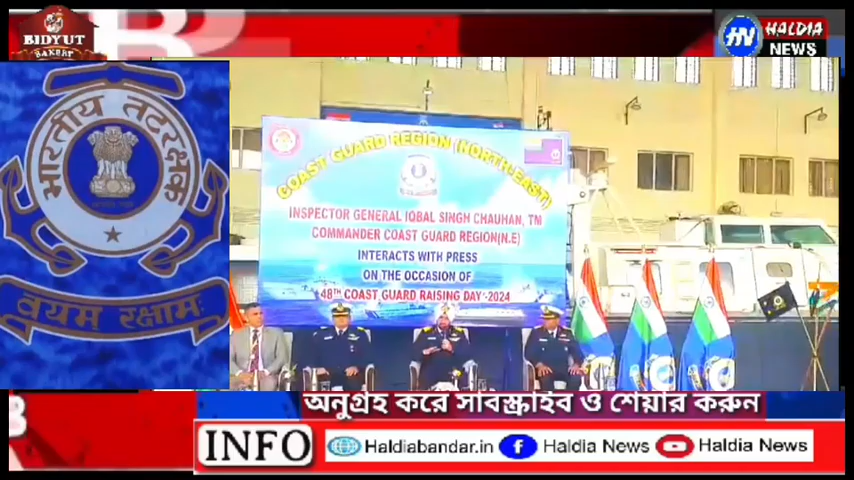 BIDYUT
BAKERY
HN
HALDIA
NEWS
भारतीय तटरक्षक
वयम रक्षामः
COAST GUARD REGION (NORTH-EAST)
INSPECTOR GENERAL IQBAL SINGH CHAUHAN, TM
COMMANDER COAST GUARD REGION(N.E)
INTERACTS WITH PRESS
ON THE OCCASION OF
48TH COAST GUARD RAISING DAY-2024
অনুগ্রহ করে সাবস্ক্রাইব ও শেয়ার করুন
INFO
Haldiabandar.in
Haldia News
Haldia News